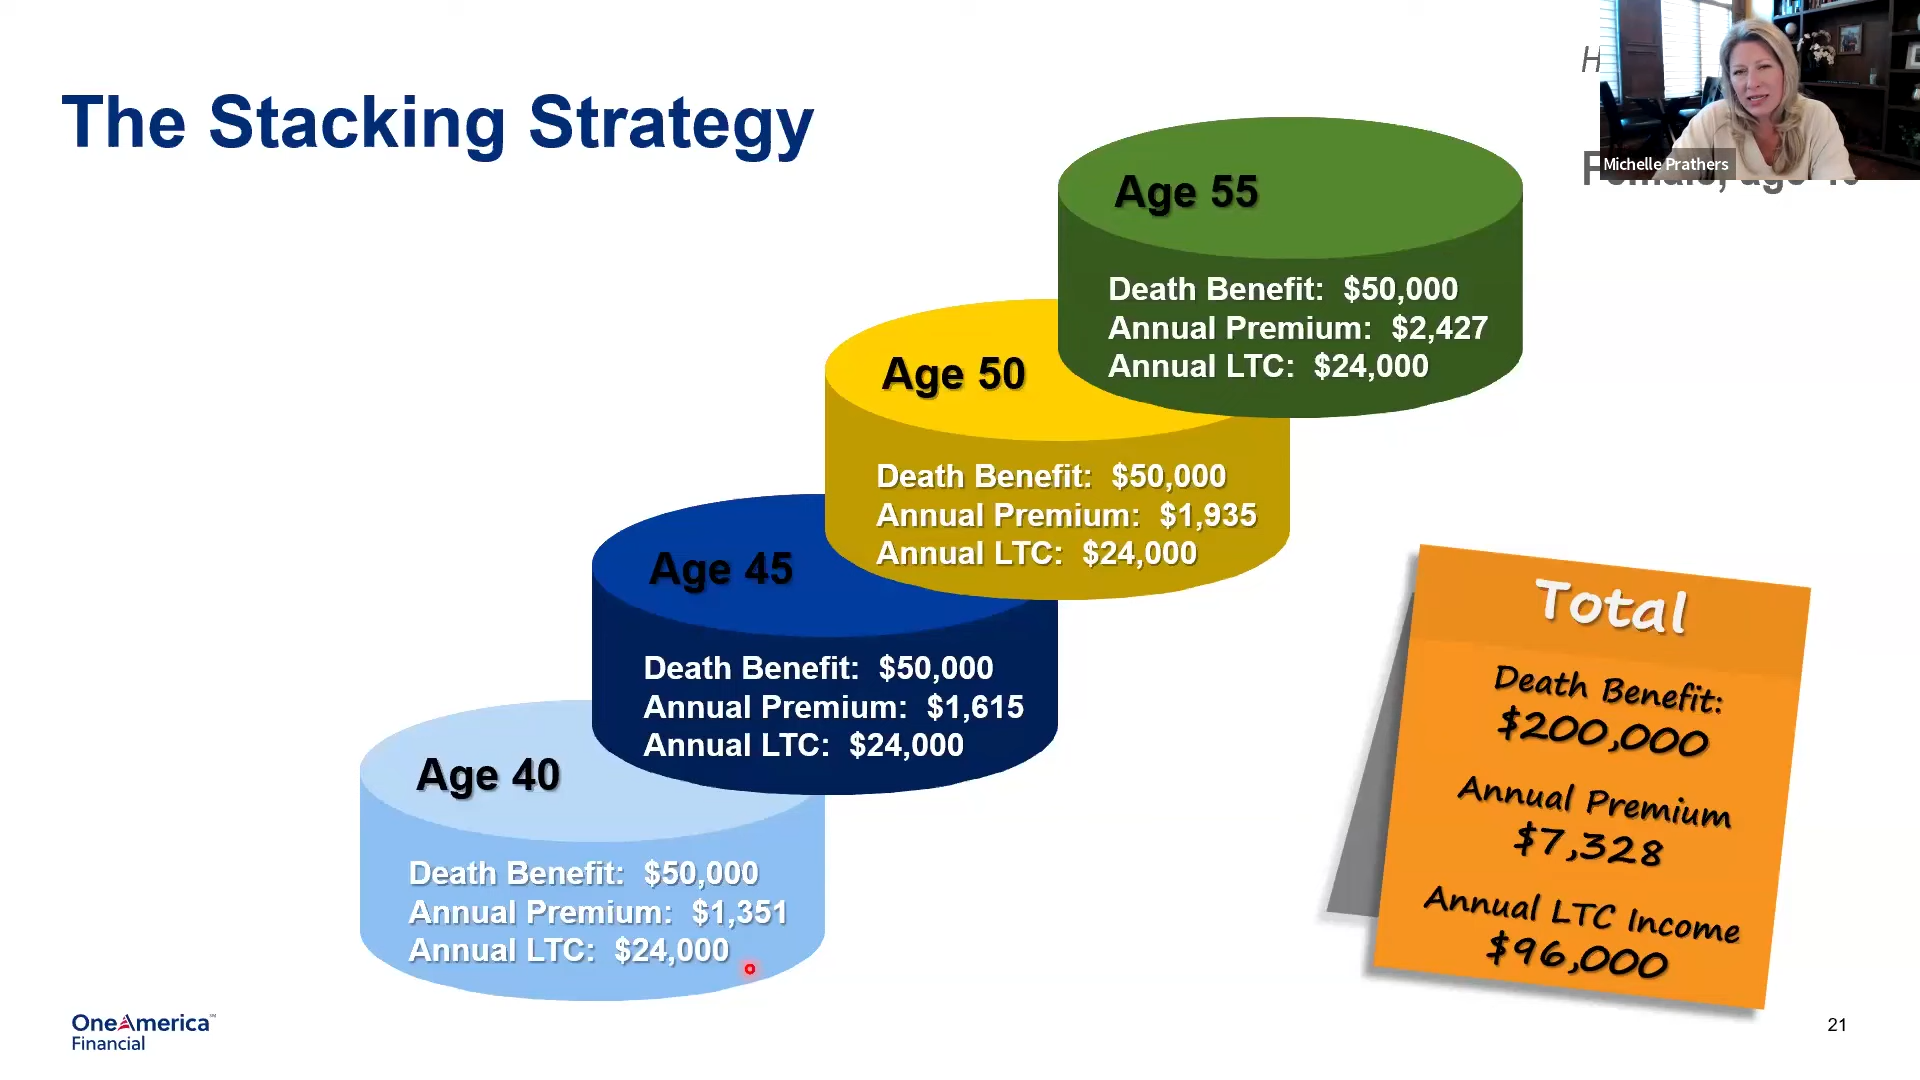 The Stacking Strategy
H
Michelle Prathers
Age 55
Death Benefit: $50,000
Annual Premium: $2,427
Annual LTC: $24,000
Age 50
Death Benefit: $50,000
Annual Premium: $1,935
Annual LTC: $24,000
Age 45
Death Benefit: $50,000
Annual Premium: $1,615
Annual LTC: $24,000
Age 40
Death Benefit: $50,000
Annual Premium: $1,351
Annual LTC: $24,000
Total
Death Benefit:
$200,000
Annual Premium
$7,328
Annual LTC Income
$96,000
OneAmerica℠
Financial
21